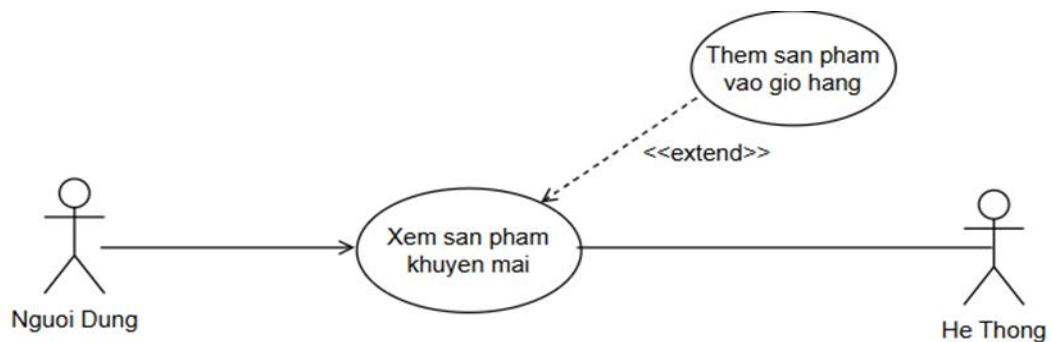 Them san pham
vao gio hang
<<extend>>
Xem san pham
khuyen mai
Nguoi Dung
He Thong